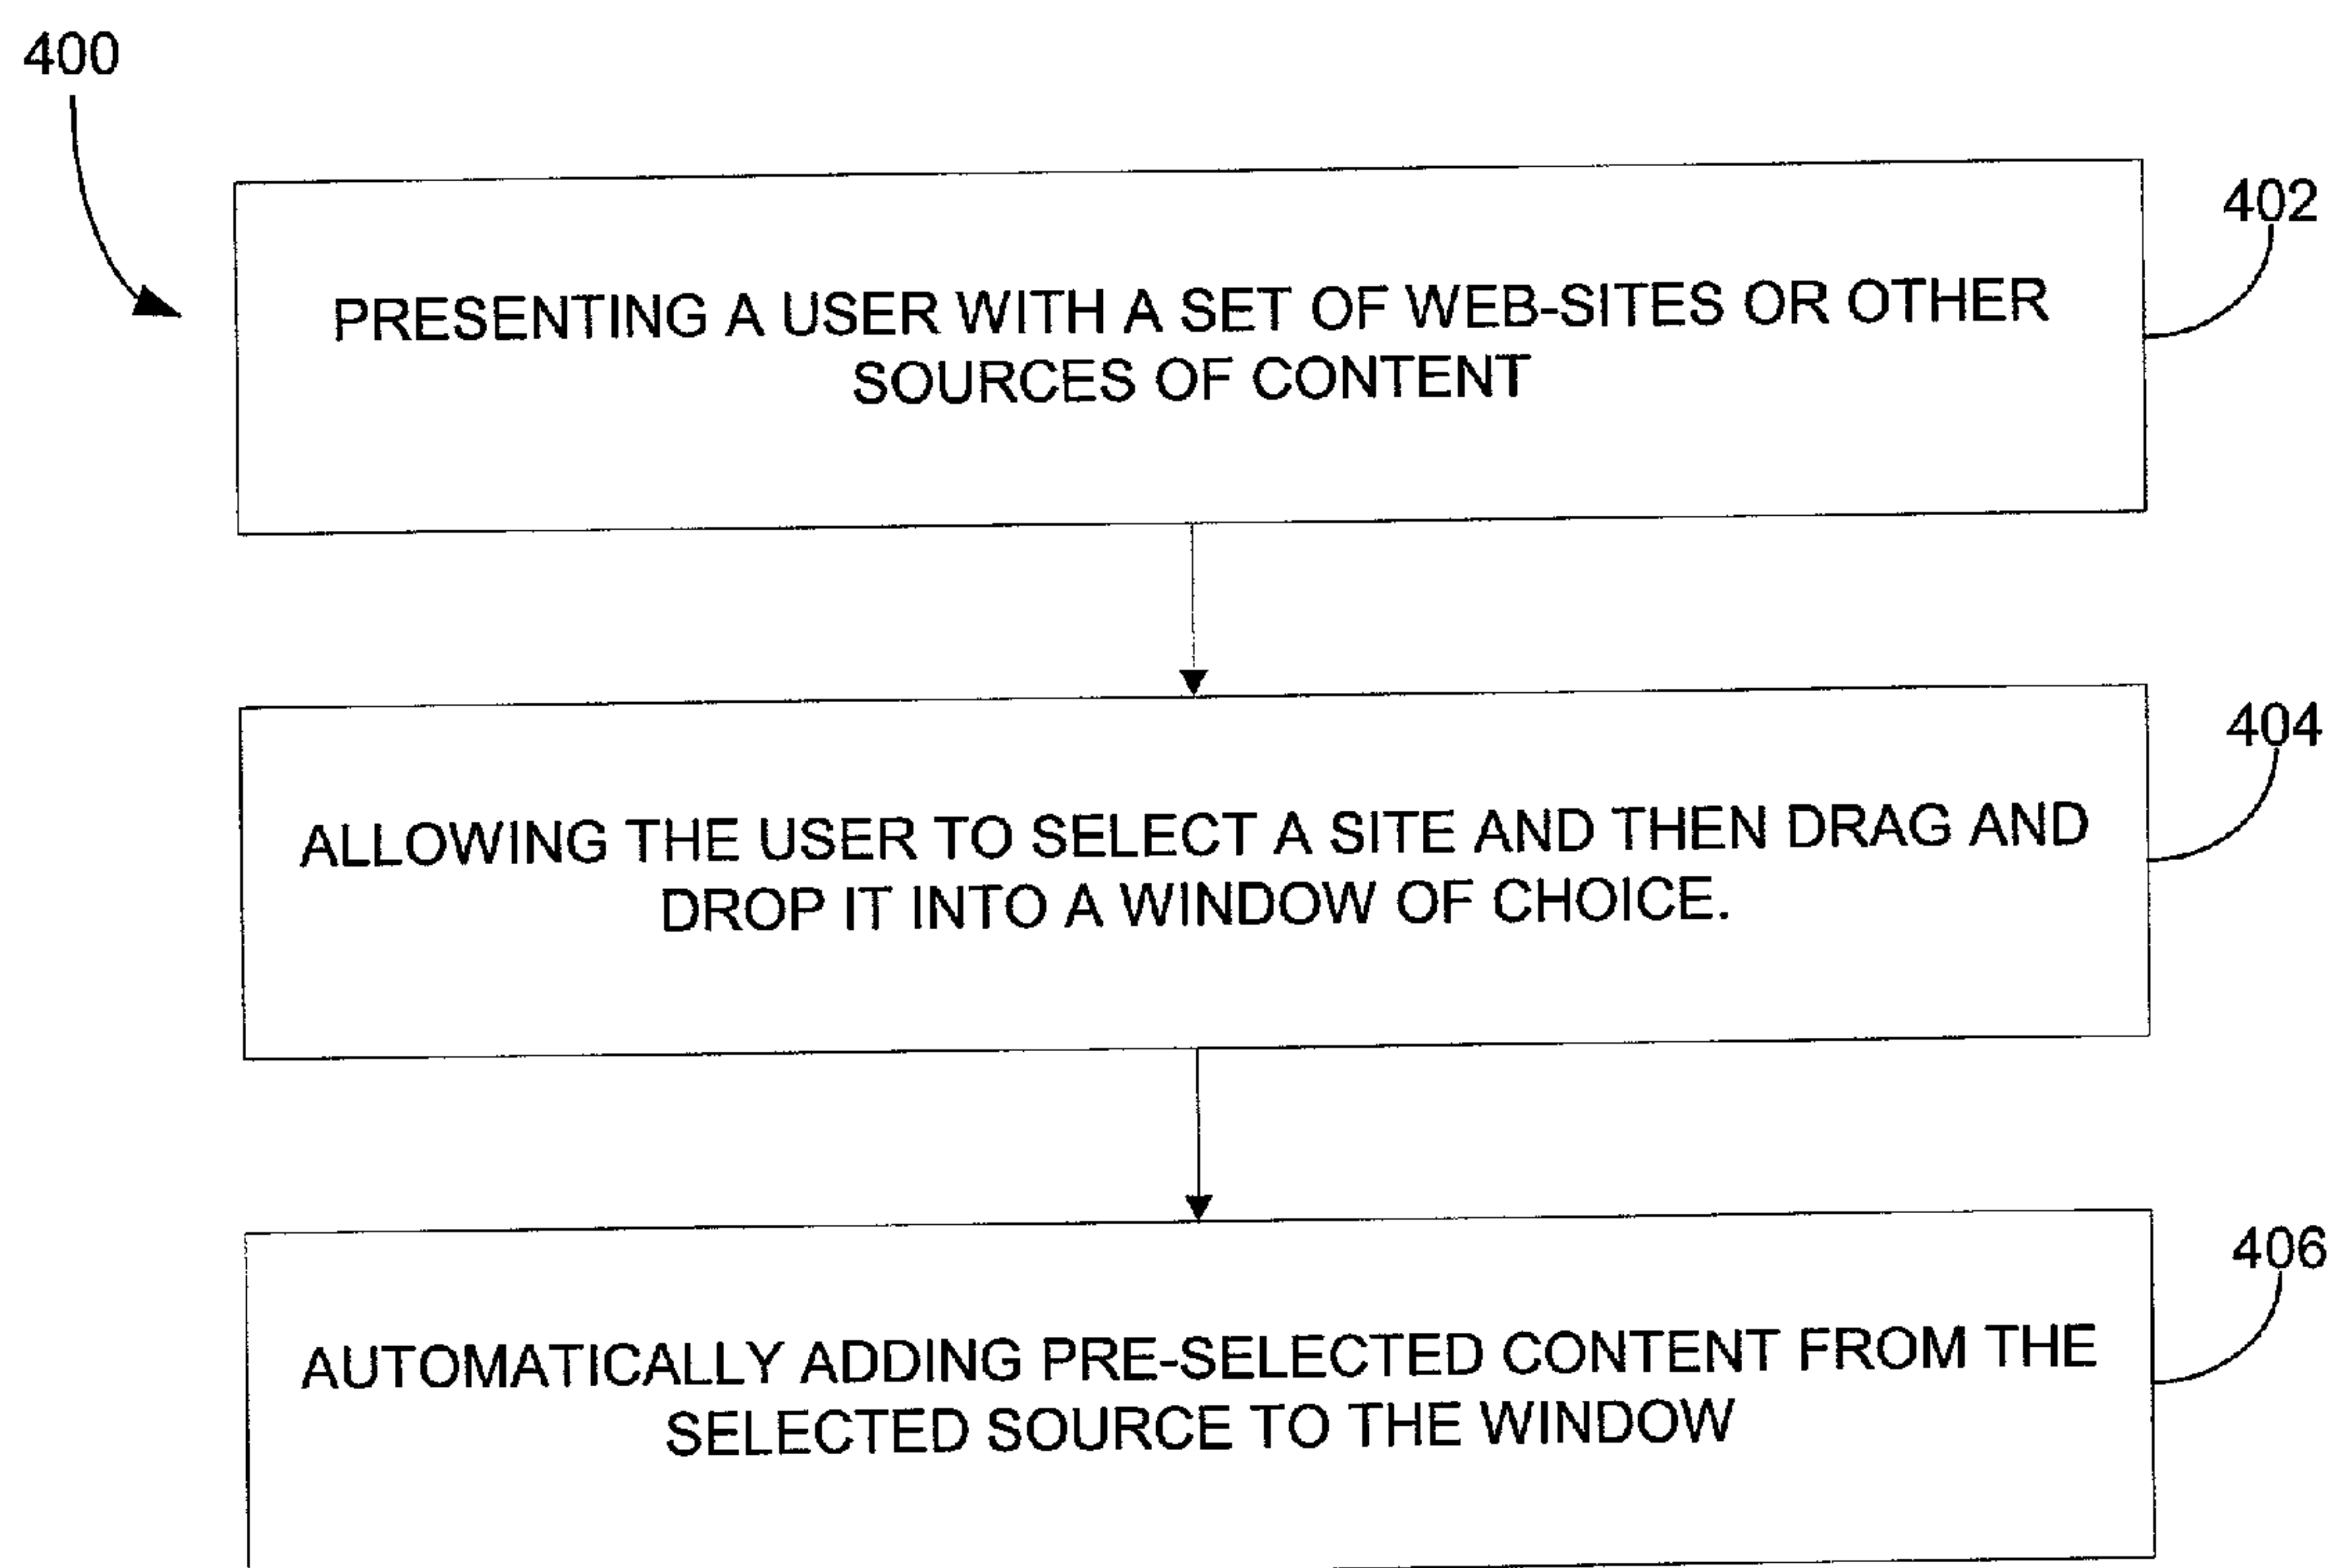 400
402
PRESENTING A USER WITH A SET OF WEB-SITES OR OTHER
SOURCES OF CONTENT
404
ALLOWING THE USER TO SELECT A SITE AND THEN DRAG AND
DROP IT INTO A WINDOW OF CHOICE.
406
AUTOMATICALLY ADDING PRE-SELECTED CONTENT FROM THE
SELECTED SOURCE TO THE WINDOW